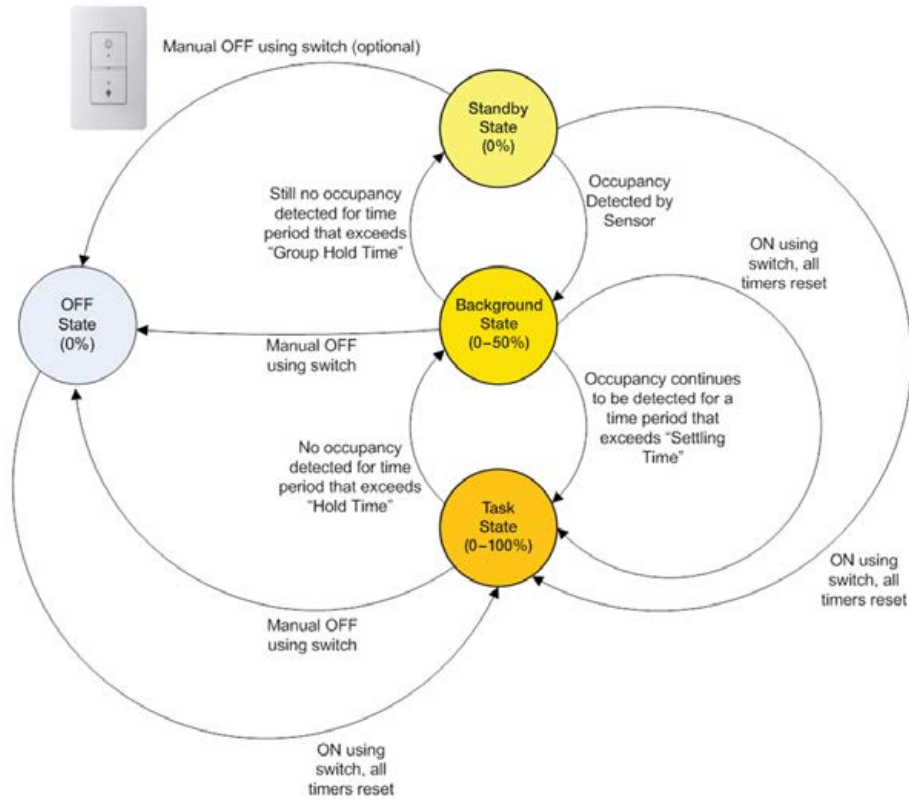 Manual OFF using switch (optional)
Standby
State
(0%)
Still no occupancy
detected for time
period that exceeds
“Group Hold Time”
Occupancy
Detected by
Sensor
ON using
switch, all
timers reset
OFF
State
(0%)
Background
State
(0–50%)
Manual OFF
using switch
Occupancy continues
to be detected for a
time period that
exceeds “Settling
Time”
No occupancy
detected for time
period that exceeds
“Hold Time”
Task
State
(0–100%)
ON using
switch, all
timers reset
Manual OFF
using switch
ON using
switch, all
timers reset